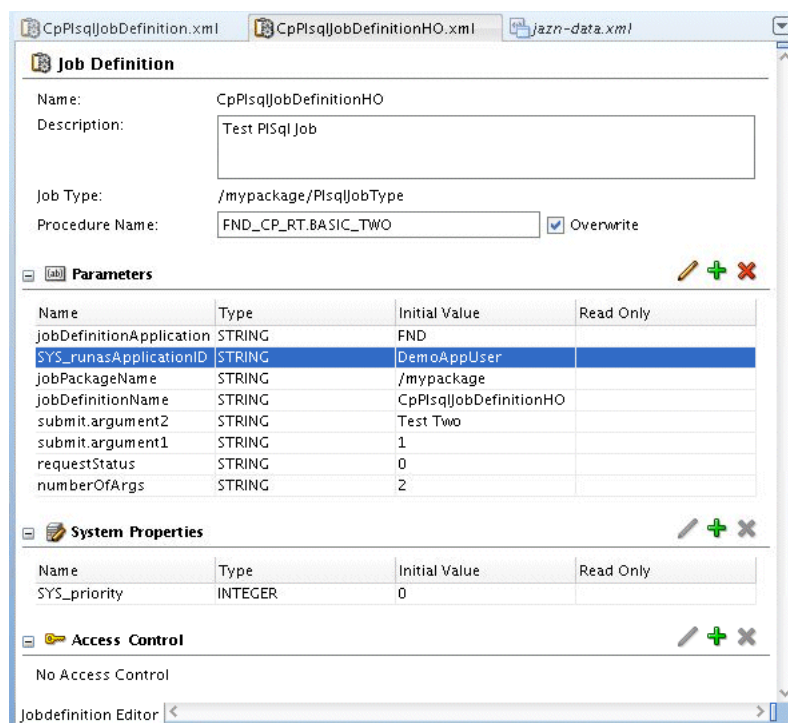 CpPlsqlJobDefinition.xml CpPlsqlJobDefinitionHO.xml jazn-data.xml
Job Definition
Name: CpPlsqlJobDefinitionHO
Description: Test PlSql Job
Job Type: /mypackage/PlsqlJobType
Procedure Name: FND_CP_RT.BASIC_TWO Overwrite
Parameters
Name Type Initial Value Read Only
jobDefinitionApplication STRING FND
SYS_runasApplicationID STRING DemoAppUser
jobPackageName STRING /mypackage
jobDefinitionName STRING CpPlsqlJobDefinitionHO
submit.argument2 STRING Test Two
submit.argument1 STRING 1
requestStatus STRING 0
numberOfArgs STRING 2
System Properties
Name Type Initial Value Read Only
SYS_priority INTEGER 0
Access Control
No Access Control
Jobdefinition Editor